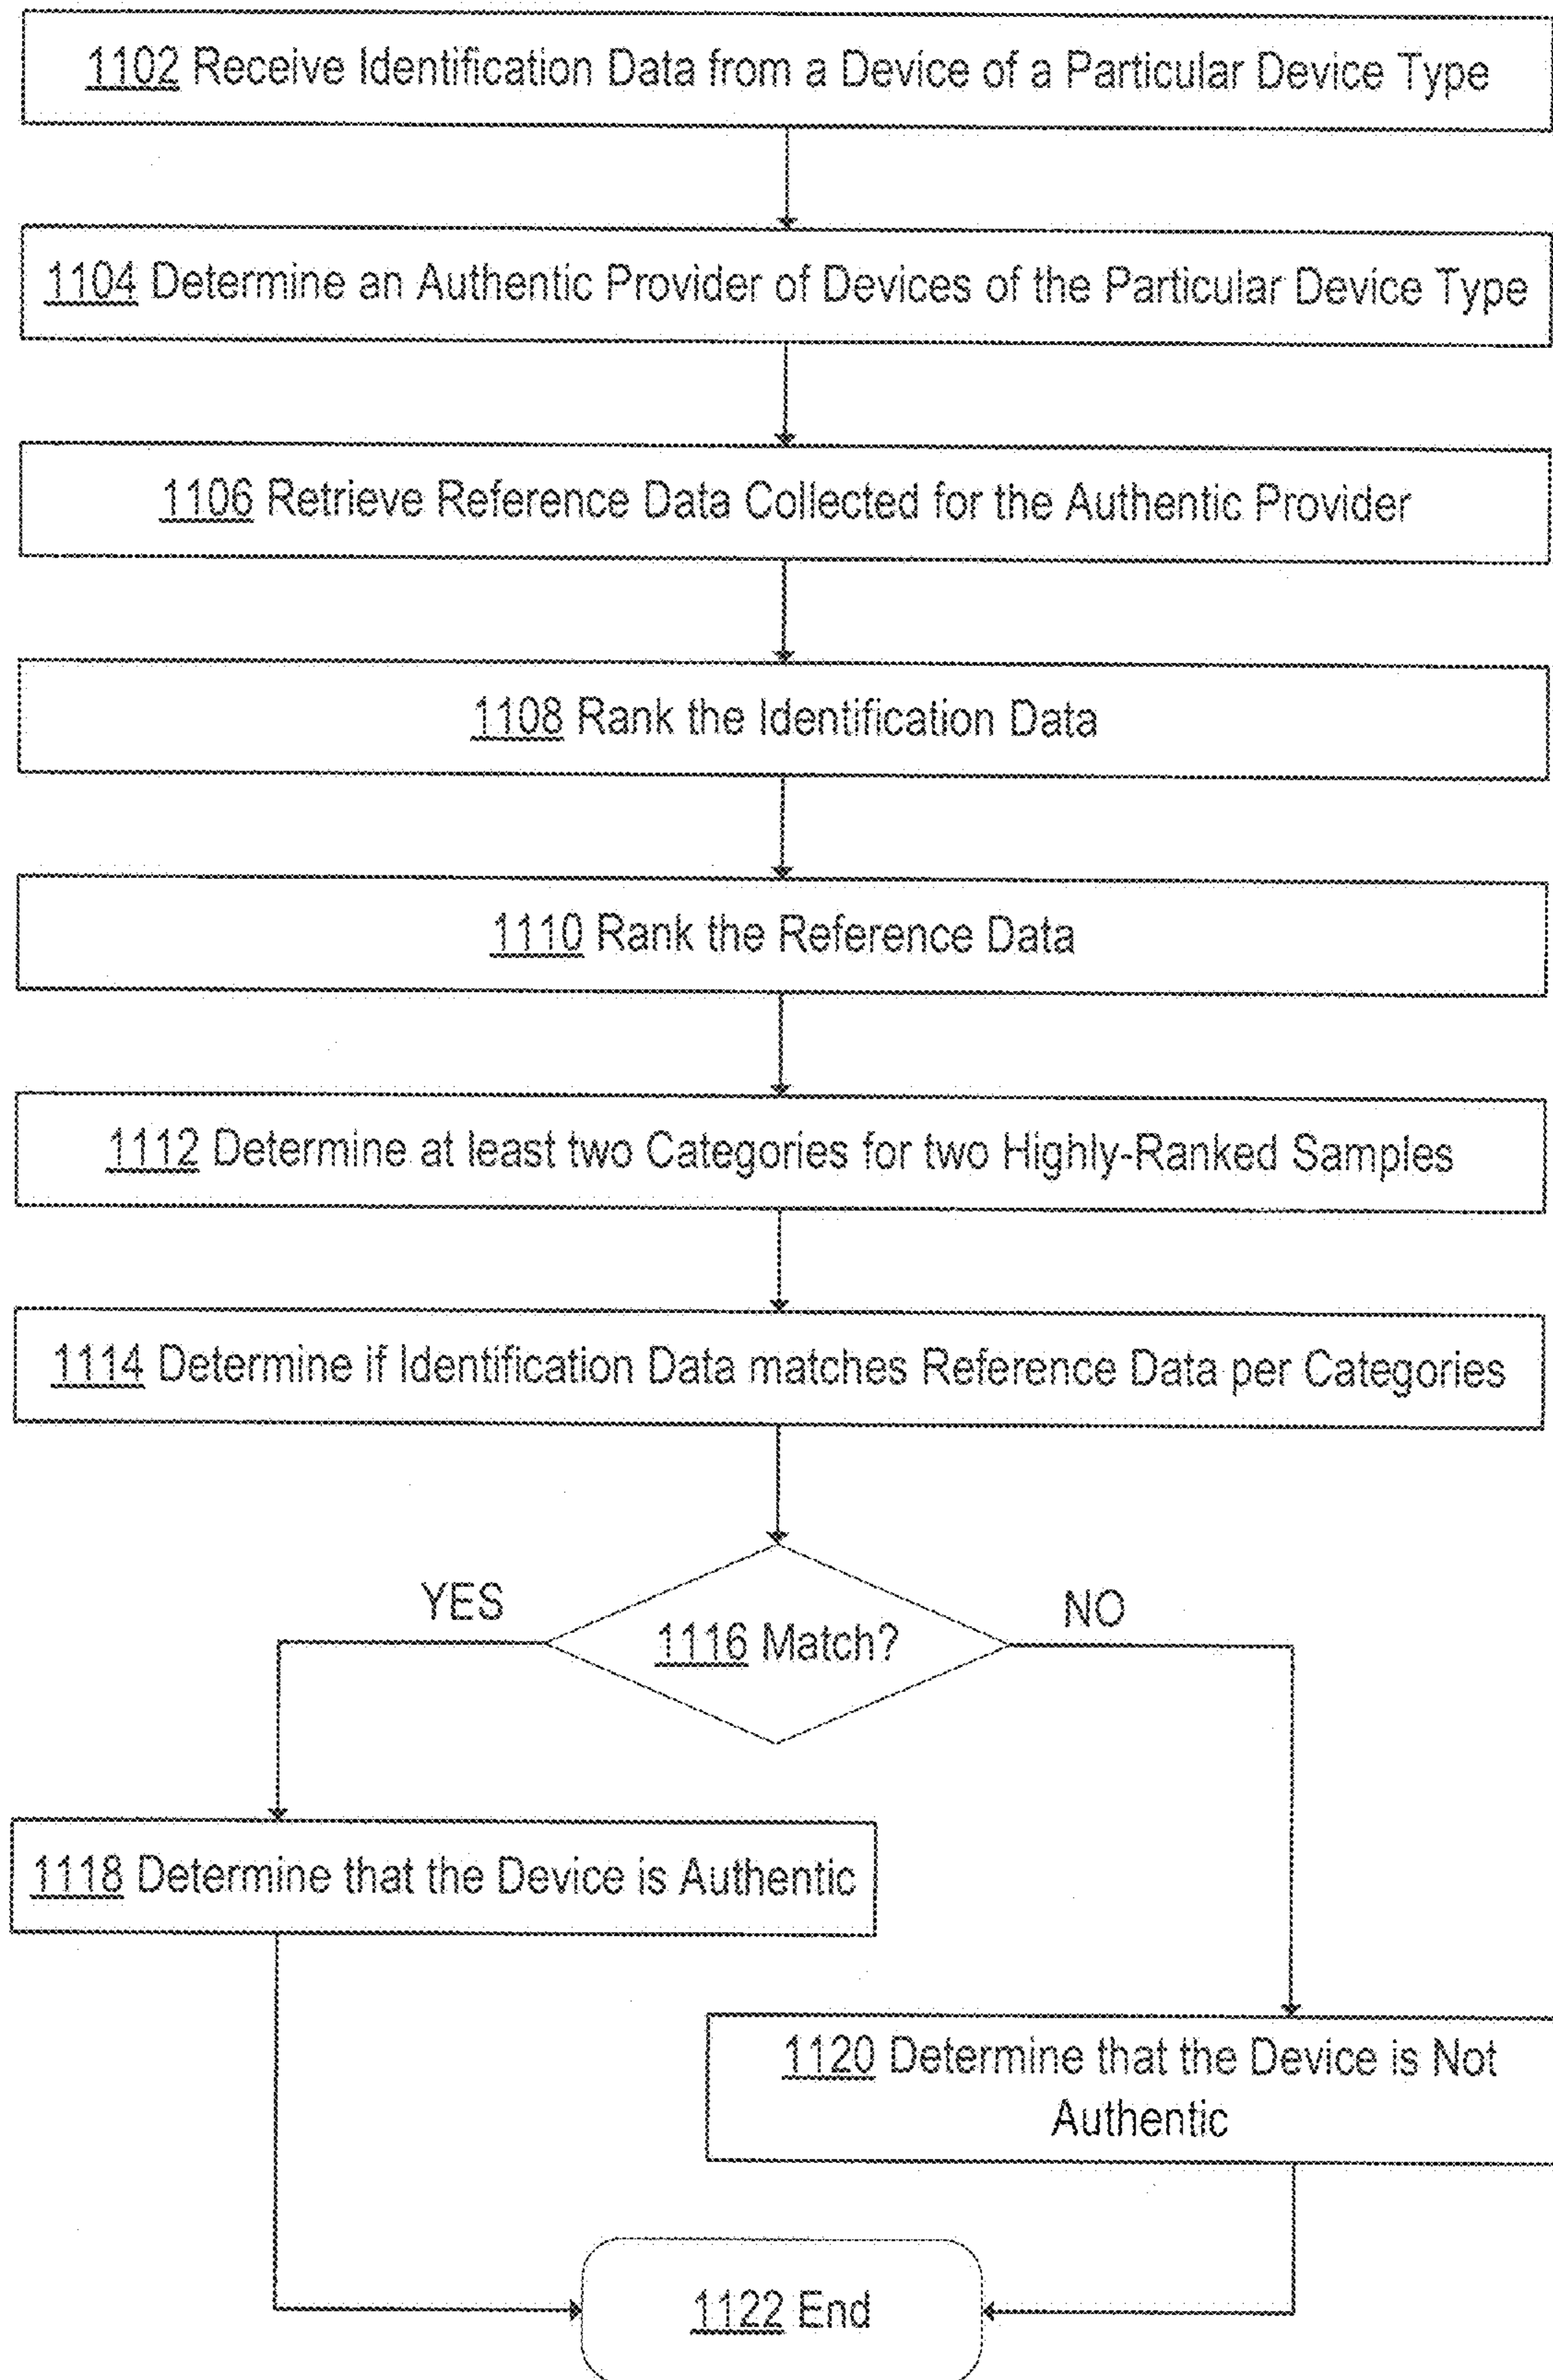 1102 Receive Identification Data from a Device of a Particular Device Type
1104 Determine an Authentic Provider of Devices of the Particular Device Type
1106 Retrieve Reference Data Collected for the Authentic Provider
1108 Rank the Identification Data
1110 Rank the Reference Data
1112 Determine at least two Categories for two Highly-Ranked Samples
1114 Determine if Identification Data matches Reference Data per Categories
YES
NO
1116 Match?
1118 Determine that the Device is Authentic
1120 Determine that the Device is Not
Authentic
1122 End